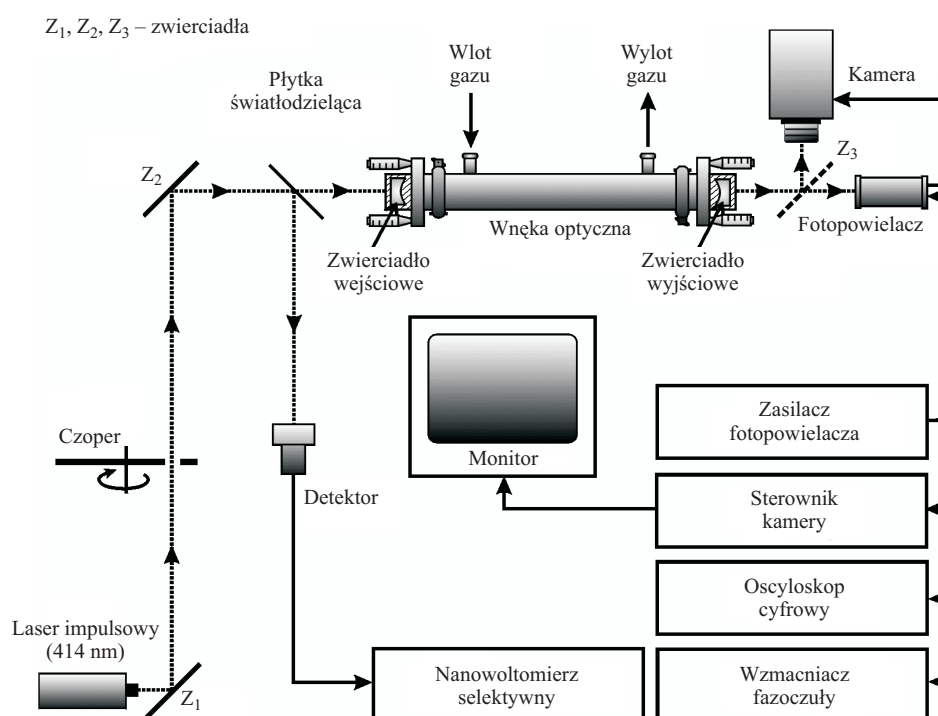 Z1, Z2, Z3 – zwierciadła
Płytka
światłodzieląca
Wlot
gazu
Wylot
gazu
Kamera
Z2
Z3
Wnęka optyczna
Fotopowielacz
Zwierciadło
wejściowe
Zwierciadło
wyjściowe
Czoper
Detektor
Monitor
Zasilacz
fotopowielacza
Sterownik
kamery
Oscyloskop
cyfrowy
Laser impulsowy
(414 nm)
Z1
Nanowoltomierz
selektywny
Wzmacniacz
fazoczuły